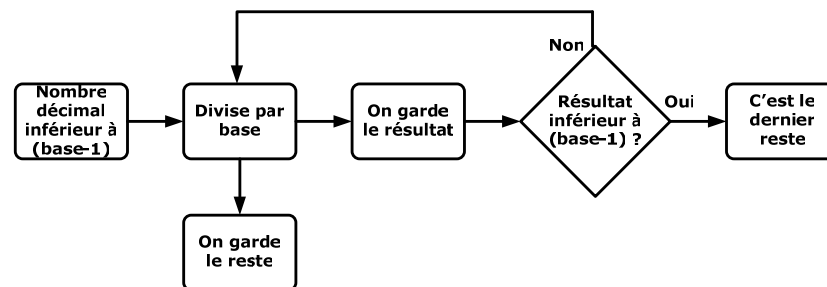 Nombre
décimal
inférieur à
(base-1)
Divise par
base
On garde
le reste
On garde
le résultat
Non
Résultat
inférieur à
(base-1) ?
Oui
C'est le
dernier
reste